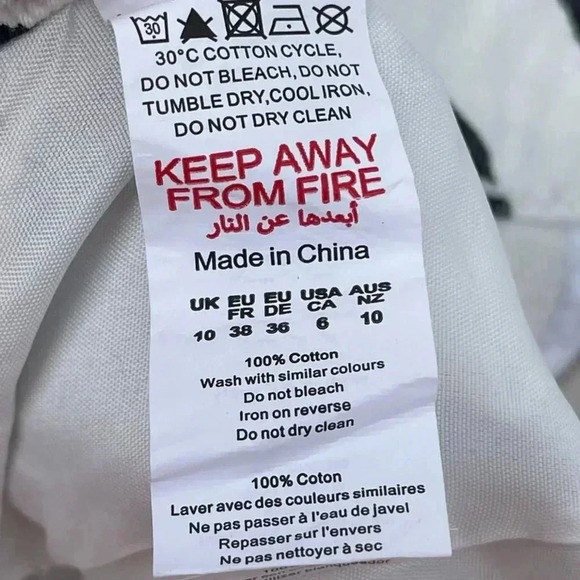 30
30°C COTTON CYCLE,
DO NOT BLEACH, DO NOT
TUMBLE DRY,COOL IRON,
DO NOT DRY CLEAN
KEEP AWAY
FROM FIRE
أبعدها عن النار
Made in China
UK EU FR EU DE USA CA AUS NZ
10 38 36 6 10
100% Cotton
Wash with similar colours
Do not bleach
Iron on reverse
Do not dry clean
100% Coton
Laver avec des couleurs similaires
Ne pas passer à l'eau de javel
Repasser sur l'envers
Ne pas nettoyer à sec